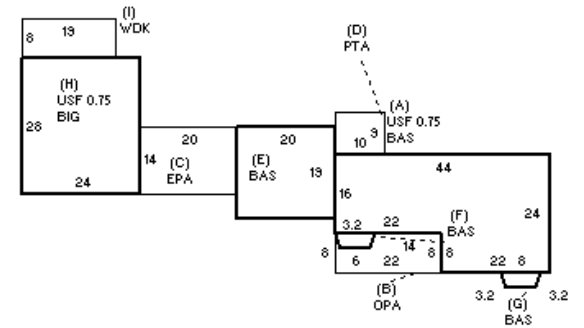 (I)
WDK
8
19
(D)
PTA
(H)
USF 0.75
BIG
28
24
20
14
(C)
EPA
20
(E)
BAS
19
(A)
USF 0.75
BAS
9
10
44
16
24
3.2
22
(F)
BAS
14
8
8
8
6
22
22
8
(B)
OPA
3.2
3.2
(G)
BAS